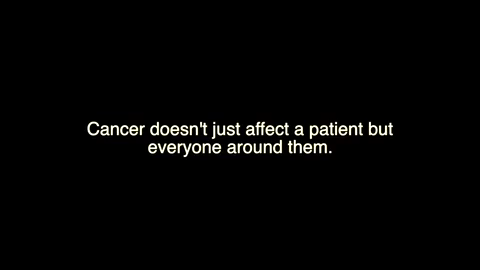 Cancer doesn't just affect a patient but
everyone around them.